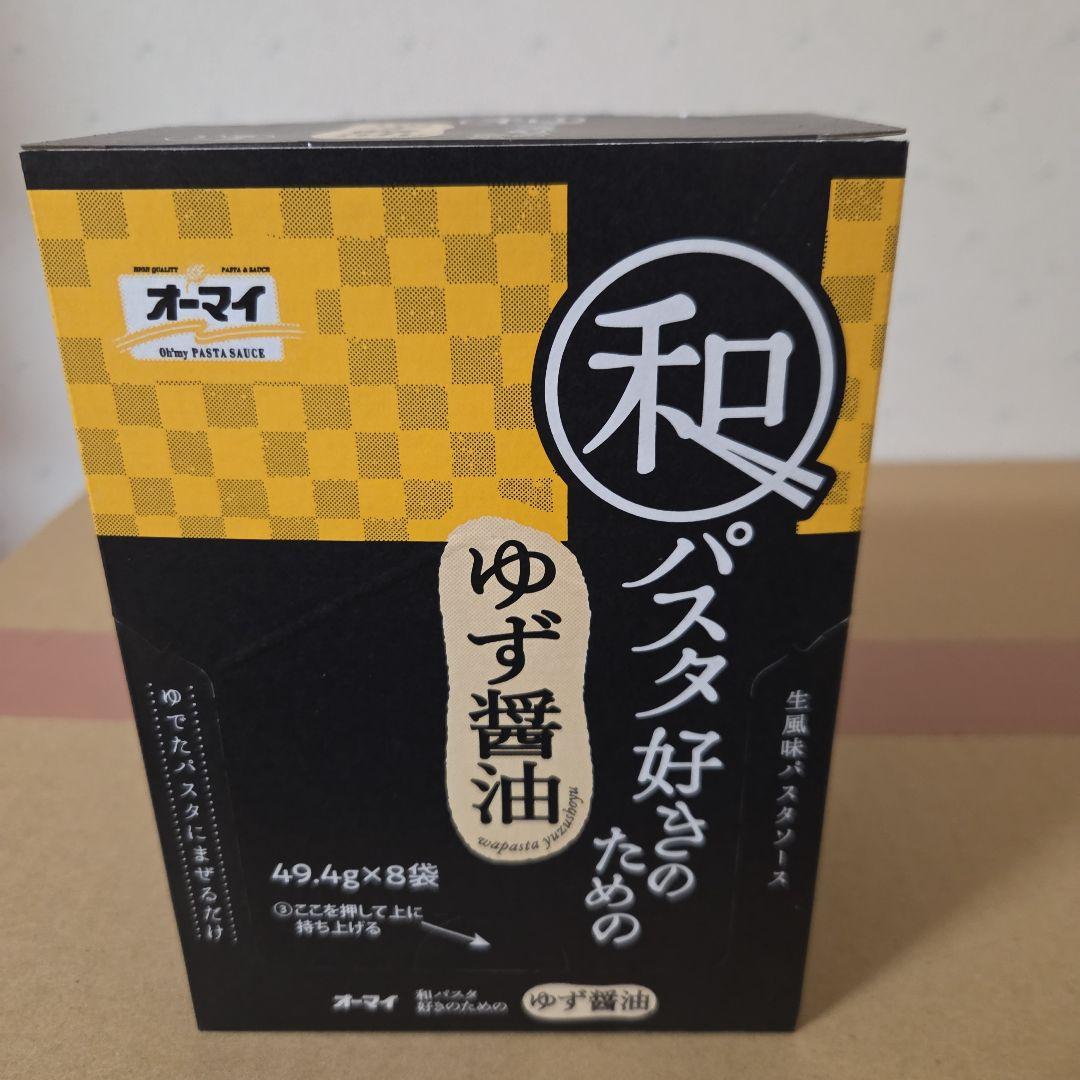 HIGH QUALITY PASTA & SAUCE
オーマイ
Oh'my PASTA SAUCE
和パスタ好きのための
ゆず醤油
wapasta yuzushoyu
生風味パスタソース
ゆでたパスタにまぜるだけ
49.4g×8袋
③ここを押して上に
持ち上げる
オーマイ
和パスタ
好きのための
ゆず醤油